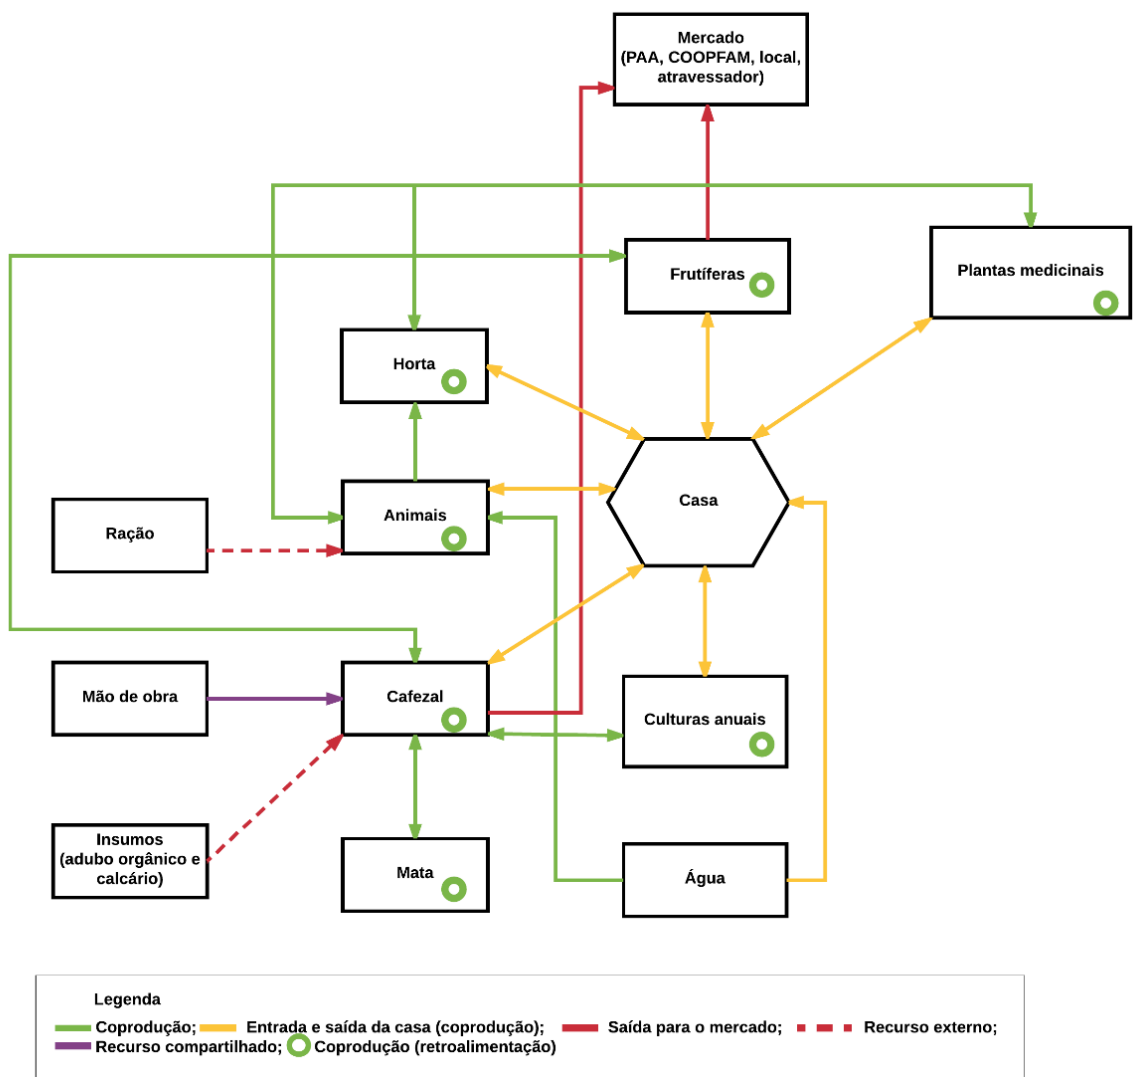 Mercado
(PAA, COOPFAM, local,
atravessador)
Frutíferas
Plantas medicinais
Horta
Casa
Animais
Ração
Mão de obra
Cafezal
Culturas anuais
Insumos
(adubo orgânico e
calcário)
Mata
Água
Legenda
Coprodução; Entrada e saída da casa (coprodução); Saída para o mercado; Recurso externo;
Recurso compartilhado; Coprodução (retroalimentação)